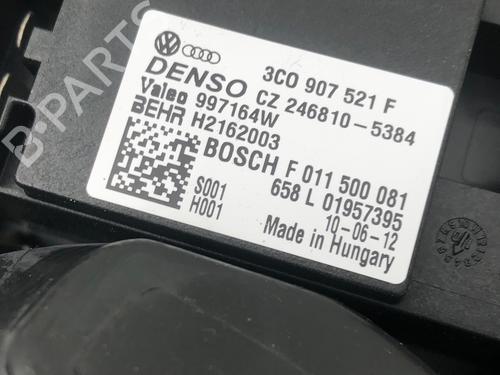 3C0 907 521 F
DENSO CZ 246810-5384
Valeo 997164W
BEHR H2162003
BOSCH F 011 500 081
658 L 01957395
S001
H001
10-06-12
Made in Hungary
B-PARTS